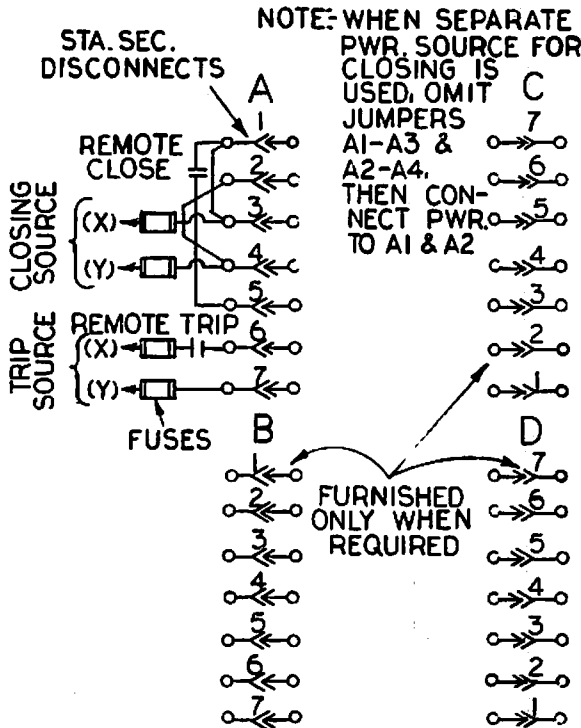 NOTE: WHEN SEPARATE
PWR. SOURCE FOR
CLOSING IS
USED, OMIT
JUMPERS
A1-A3 &
A2-A4.
THEN CON-
NECT PWR.
TO A1 & A2
STA. SEC.
DISCONNECTS
A
1
2
3
4
5
6
7
REMOTE
CLOSE
CLOSING
SOURCE
(X)
(Y)
REMOTE TRIP
TRIP
SOURCE
(X)
(Y)
FUSES
C
7
6
5
4
3
2
1
B
1
2
3
4
5
6
7
FURNISHED
ONLY WHEN
REQUIRED
D
7
6
5
4
3
2
1